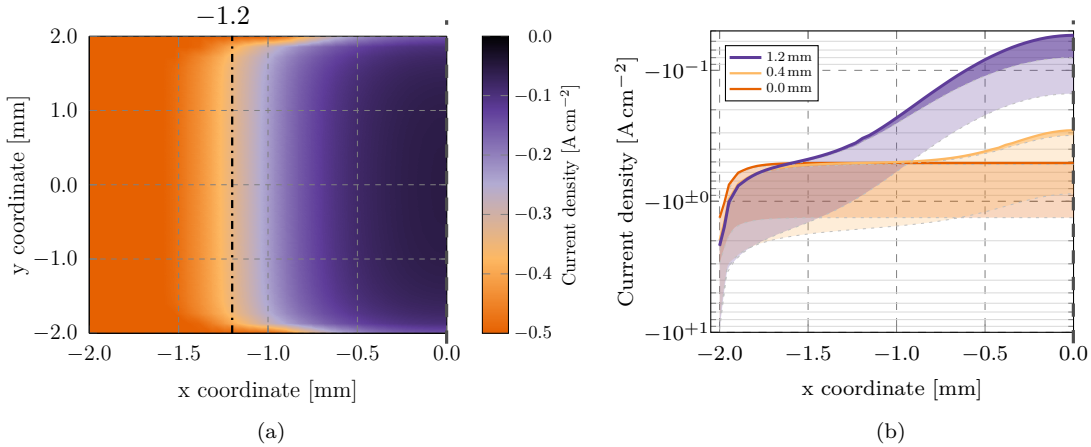 −1.2
2.0
1.0
0.0
−1.0
−2.0
y coordinate [mm]
−2.0 −1.5 −1.0 −0.5 0.0
x coordinate [mm]
0.0
−0.1
−0.2
−0.3
−0.4
−0.5
Current density [A cm⁻²]
(a)
1.2 mm
0.4 mm
0.0 mm
−10⁻¹
−10±⁰
−10⁺¹
Current density [A cm⁻²]
−2.0 −1.5 −1.0 −0.5 0.0
x coordinate [mm]
(b)